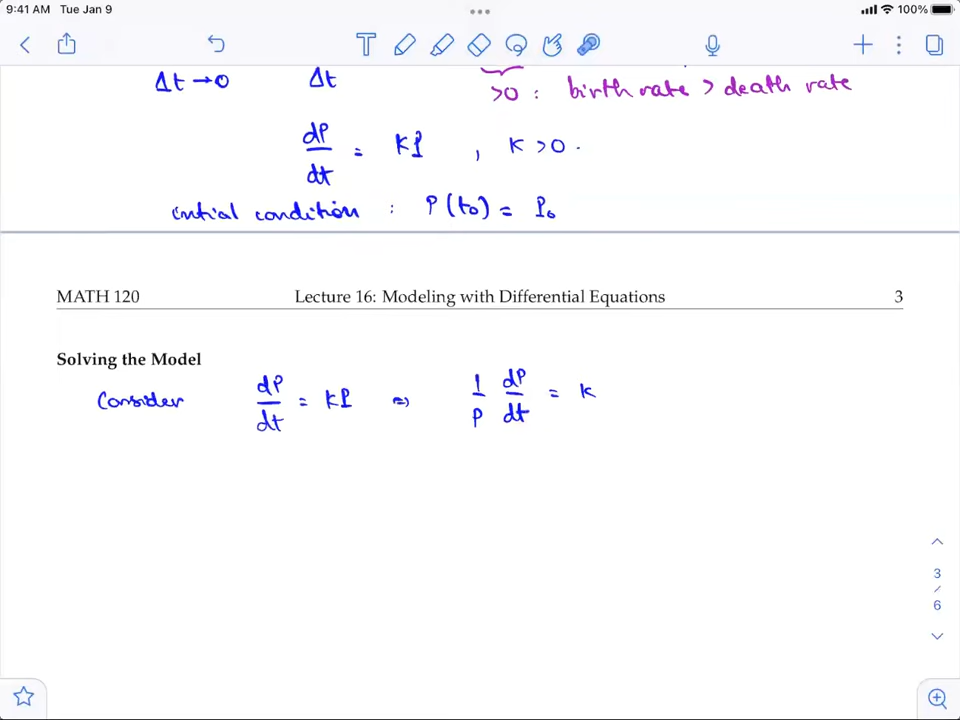 9:41 AM Tue Jan 9 100%
Δt→0 Δt >0 : birth rate > death rate
dP/dt = kP , k >0 .
initial condition : P(t0) = P0
MATH 120 Lecture 16: Modeling with Differential Equations 3
Solving the Model
Consider dP/dt = kP ⇒ 1/P dP/dt = k
3
/
6